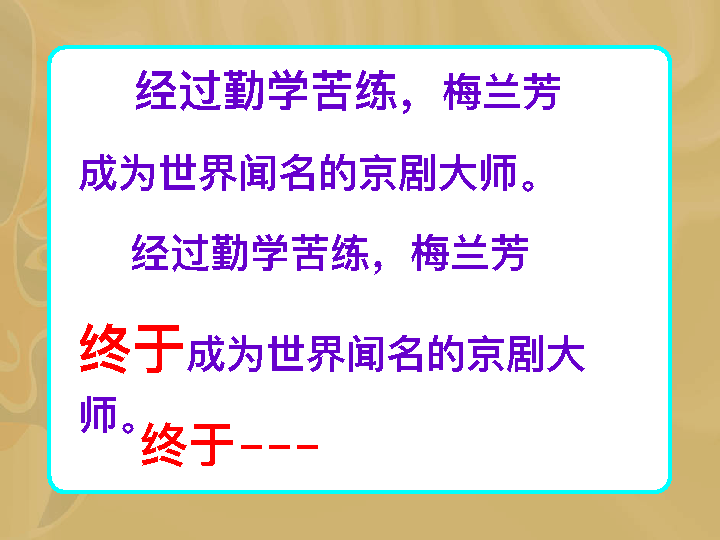 经过勤学苦练，梅兰芳
成为世界闻名的京剧大师。
经过勤学苦练，梅兰芳
终于成为世界闻名的京剧大
师。
终于---